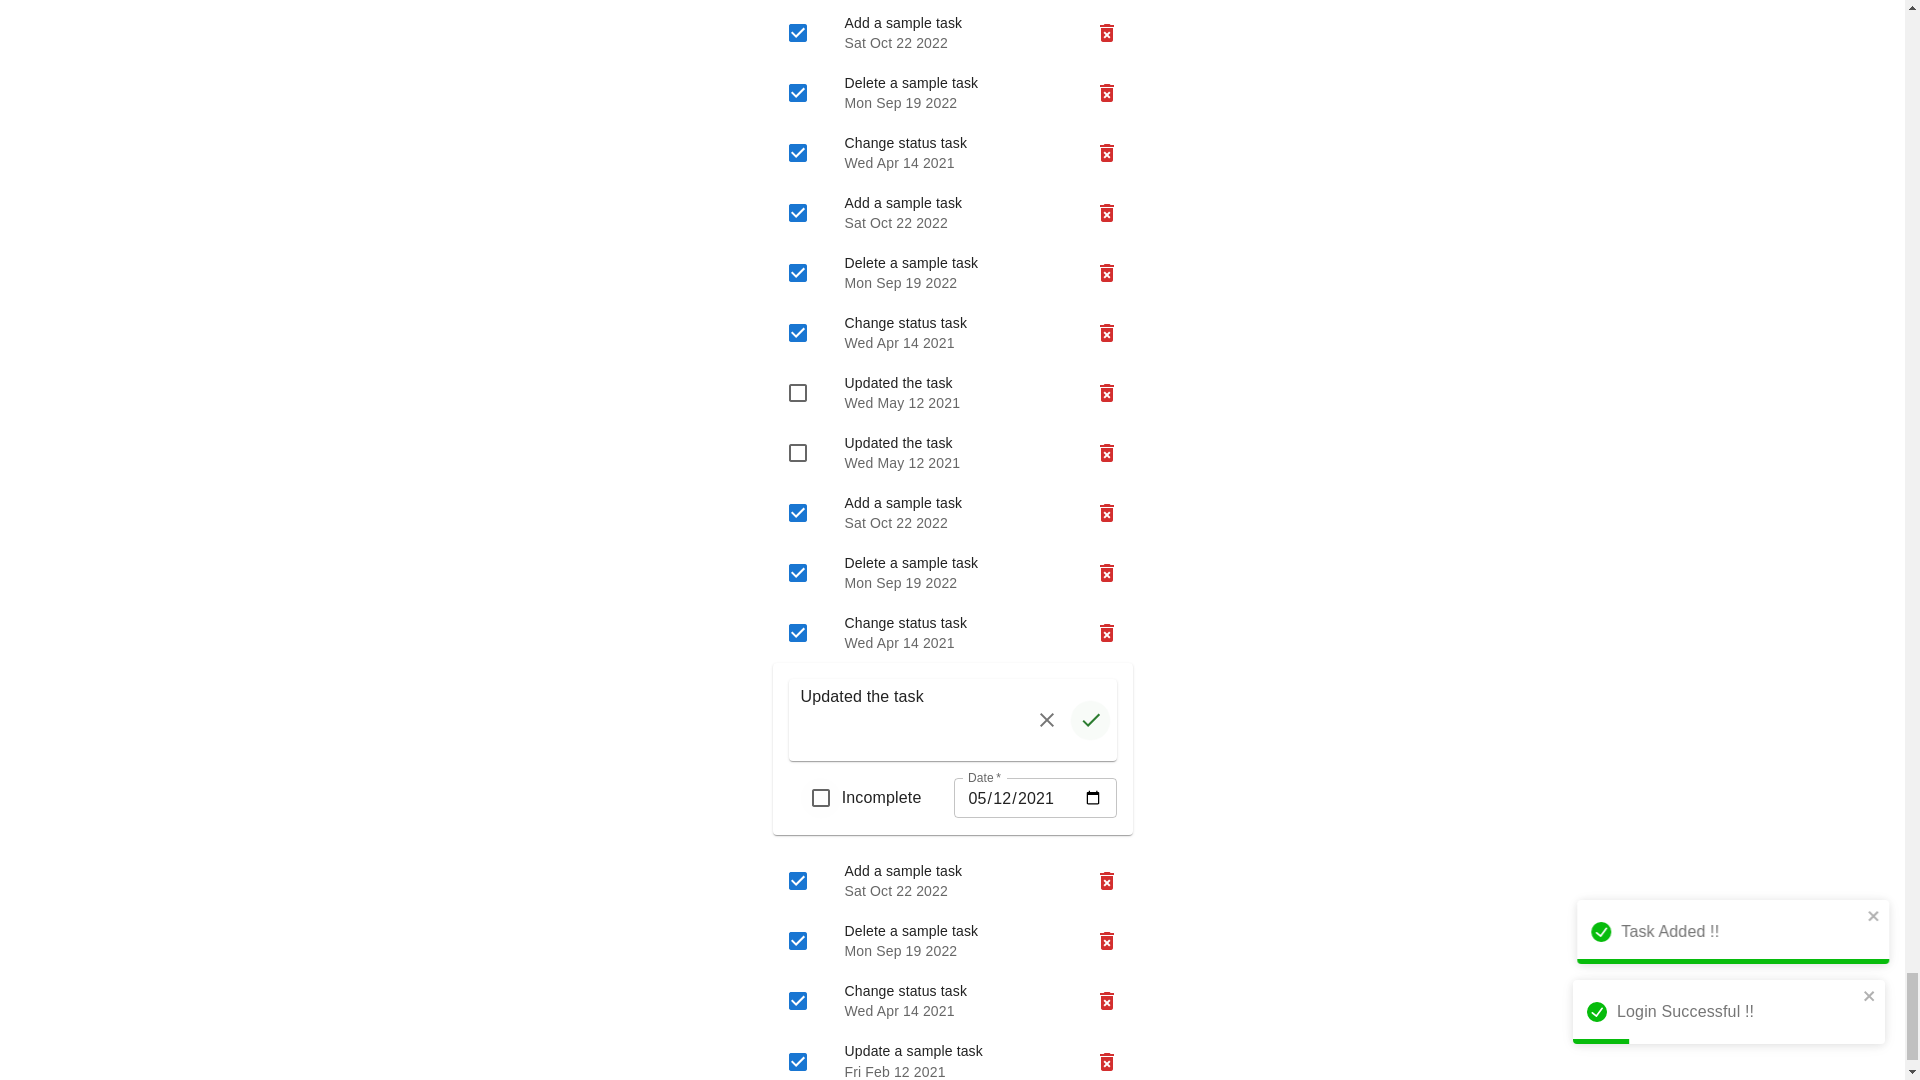 Add a sample task
Sat Oct 22 2022
Delete a sample task
Mon Sep 19 2022
Change status task
Wed Apr 14 2021
Add a sample task
Sat Oct 22 2022
Delete a sample task
Mon Sep 19 2022
Change status task
Wed Apr 14 2021
Updated the task
Wed May 12 2021
Updated the task
Wed May 12 2021
Add a sample task
Sat Oct 22 2022
Delete a sample task
Mon Sep 19 2022
Change status task
Wed Apr 14 2021
Updated the task
Date *
Incomplete
05/12/2021
Add a sample task
Sat Oct 22 2022
Delete a sample task
Mon Sep 19 2022
Change status task
Wed Apr 14 2021
Update a sample task
Fri Feb 12 2021
Task Added !!
Login Successful !!